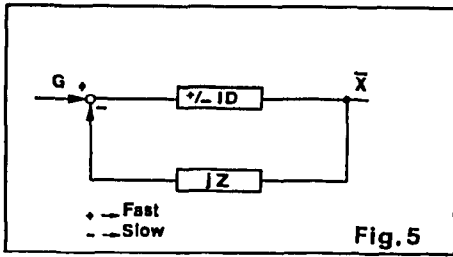 G + +/- ID X̅
-
jZ
+ → Fast
- → Slow
Fig. 5